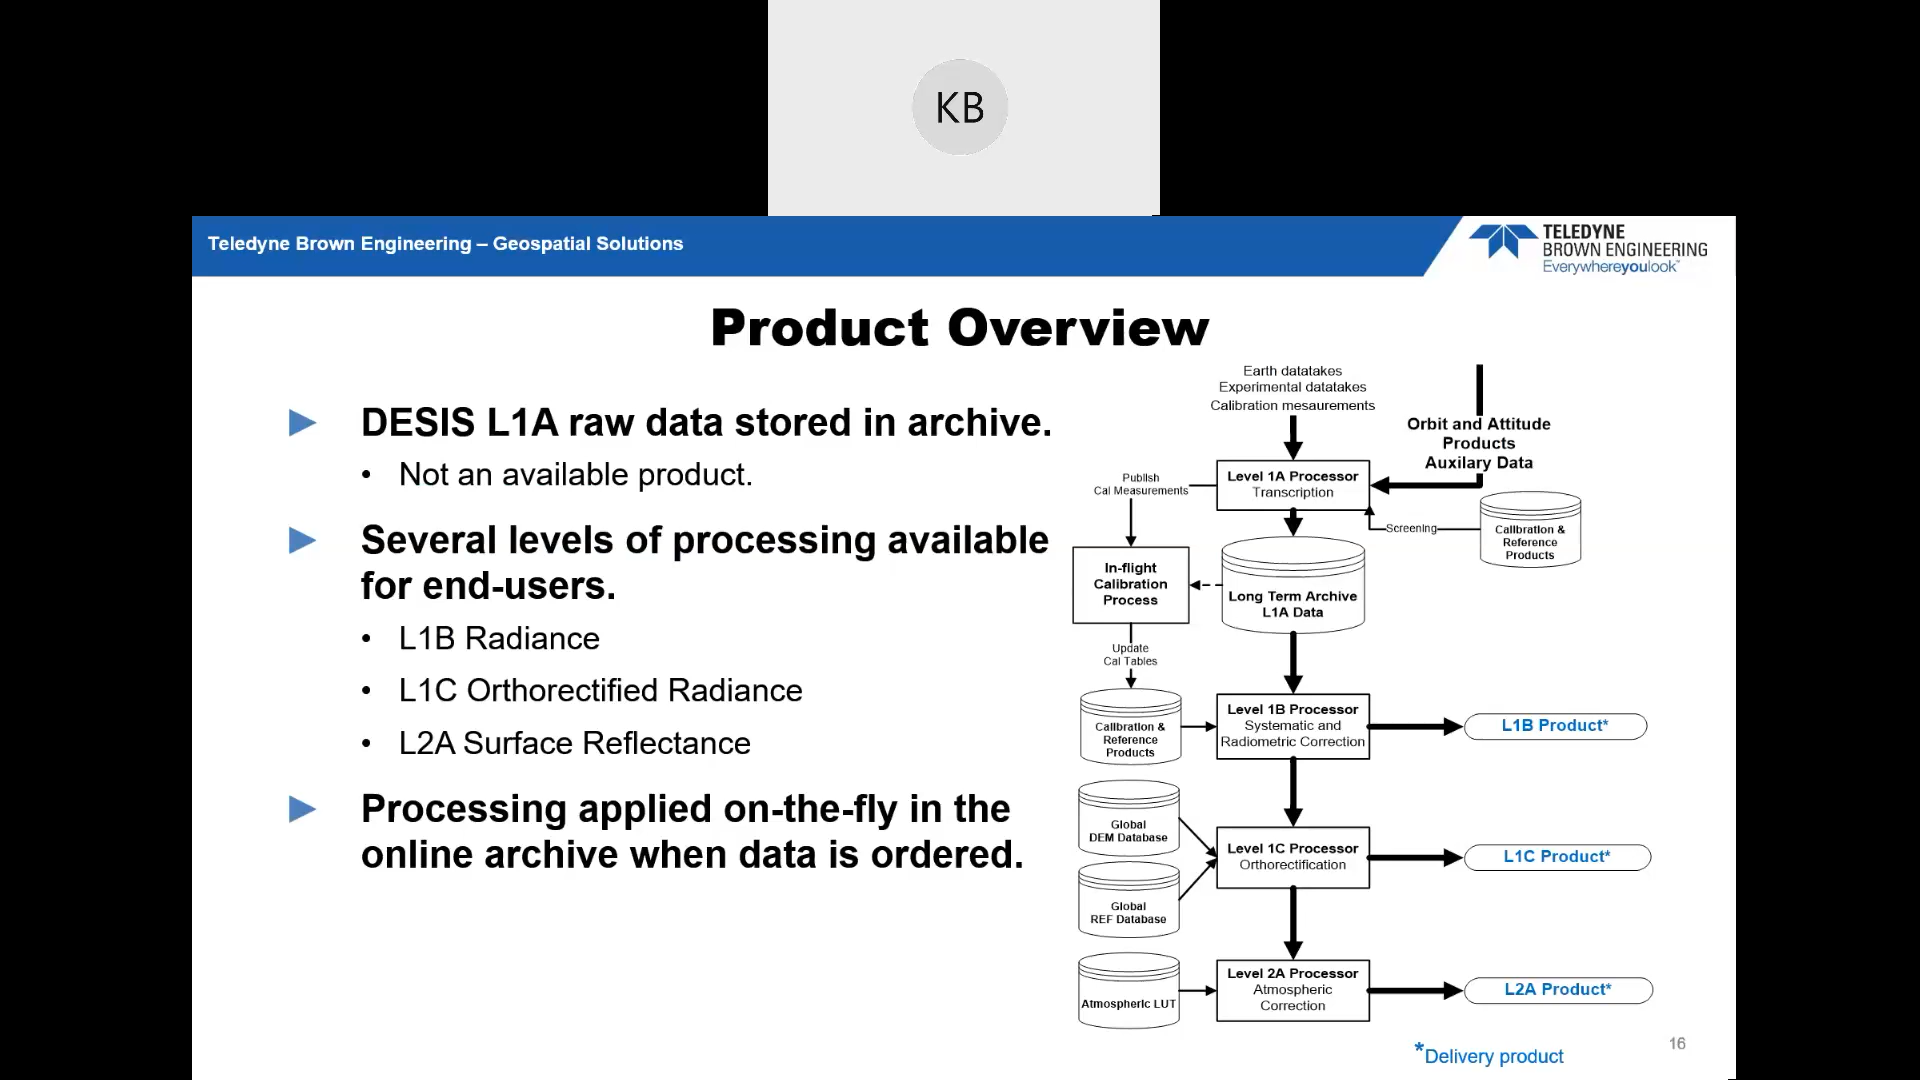 KB
Teledyne Brown Engineering – Geospatial Solutions
TELEDYNE
BROWN ENGINEERING
Everywhereyoulook™
Product Overview
DESIS L1A raw data stored in archive.
• Not an available product.
Several levels of processing available
for end-users.
• L1B Radiance
• L1C Orthorectified Radiance
• L2A Surface Reflectance
Processing applied on-the-fly in the
online archive when data is ordered.
Earth datatakes
Experimental datatakes
Calibration mesaurements
Orbit and Attitude
Products
Auxilary Data
Publish
Cal Measurements
Level 1A Processor
Transcription
Screening
Calibration &
Reference
Products
In-flight
Calibration
Process
Long Term Archive
L1A Data
Update
Cal Tables
Calibration &
Reference
Products
Level 1B Processor
Systematic and
Radiometric Correction
L1B Product*
Global
DEM Database
Global
REF Database
Level 1C Processor
Orthorectification
L1C Product*
Atmospheric LUT
Level 2A Processor
Atmospheric
Correction
L2A Product*
*Delivery product
16